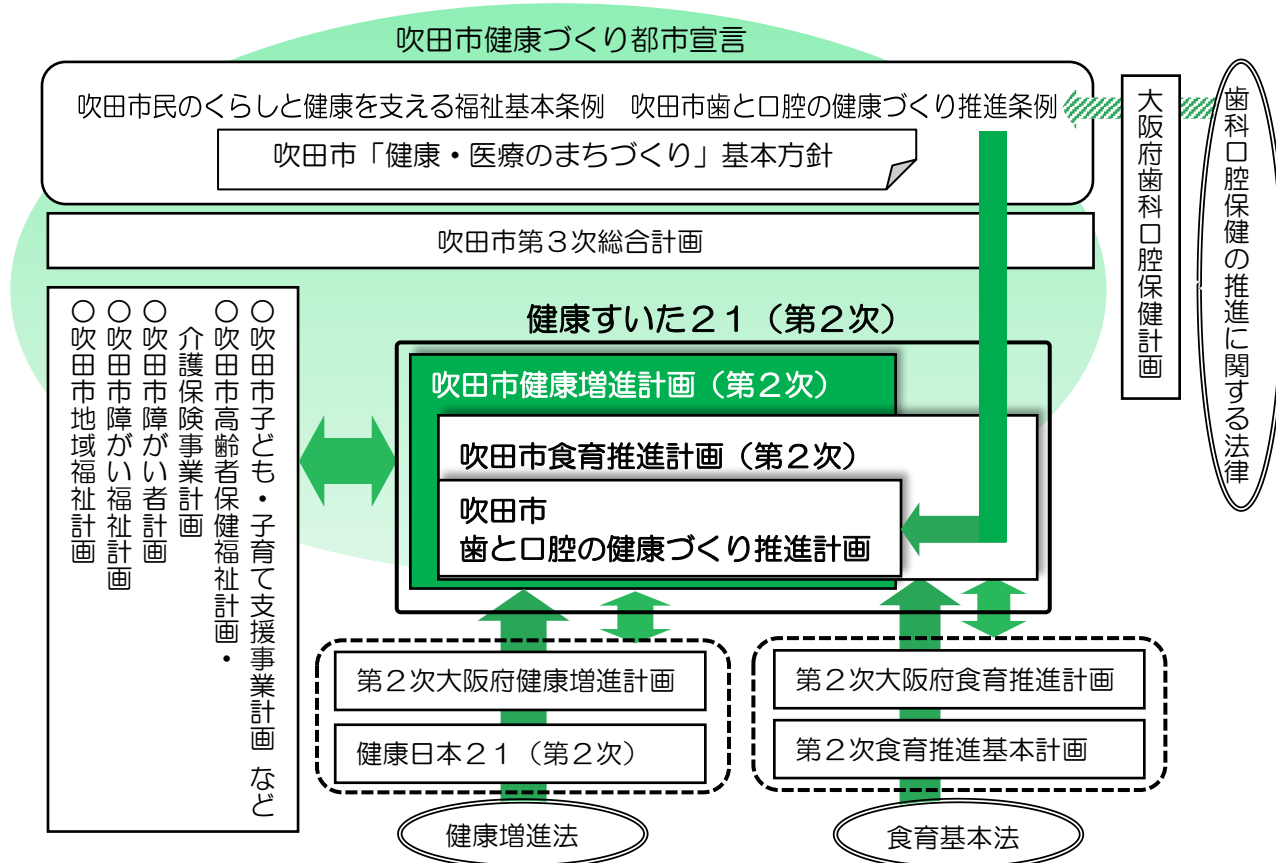 吹田市健康づくり都市宣言
吹田市民のくらしと健康を支える福祉基本条例　吹田市歯と口腔の健康づくり推進条例
吹田市「健康・医療のまちづくり」基本方針
吹田市第３次総合計画
大阪府歯科口腔保健計画
歯科口腔保健の推進に関する法律
〇吹田市子ども・子育て支援事業計画 など
〇吹田市高齢者保健福祉計画・
介護保険事業計画
〇吹田市障がい者計画
〇吹田市障がい福祉計画
〇吹田市地域福祉計画
健康すいた２１（第２次）
吹田市健康増進計画（第２次）
吹田市食育推進計画（第２次）
吹田市
歯と口腔の健康づくり推進計画
第２次大阪府健康増進計画
健康日本２１（第２次）
健康増進法
第２次大阪府食育推進計画
第２次食育推進基本計画
食育基本法